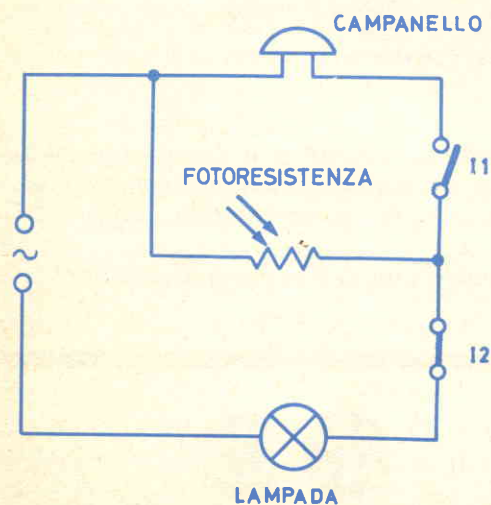 CAMPANELLO
I1
FOTORESISTENZA
~
I2
LAMPADA